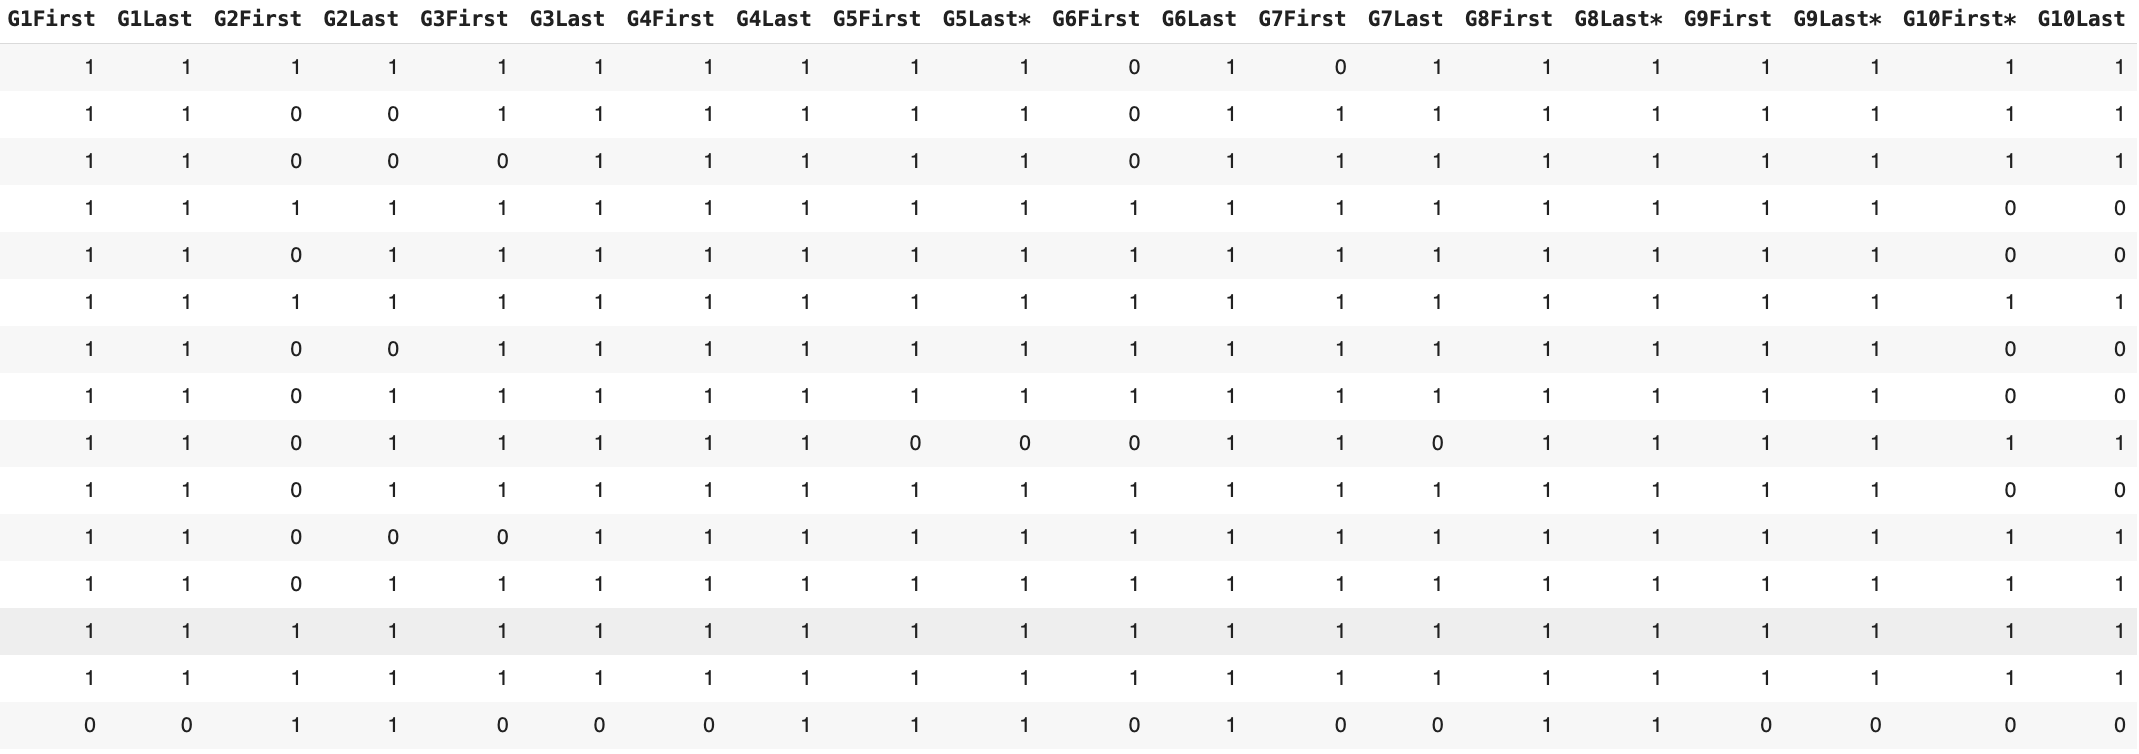 G1First G1Last G2First G2Last G3First G3Last G4First G4Last G5First G5Last* G6First G6Last G7First G7Last G8First G8Last* G9First G9Last* G10First* G10Last
1 1 1 1 1 1 1 1 1 1 0 1 0 1 1 1 1 1 1 1
1 1 0 0 1 1 1 1 1 1 0 1 1 1 1 1 1 1 1 1
1 1 0 0 0 1 1 1 1 1 0 1 1 1 1 1 1 1 1 1
1 1 1 1 1 1 1 1 1 1 1 1 1 1 1 1 1 1 0 0
1 1 0 1 1 1 1 1 1 1 1 1 1 1 1 1 1 1 0 0
1 1 1 1 1 1 1 1 1 1 1 1 1 1 1 1 1 1 1 1
1 1 0 0 1 1 1 1 1 1 1 1 1 1 1 1 1 1 0 0
1 1 0 1 1 1 1 1 1 1 1 1 1 1 1 1 1 1 0 0
1 1 0 1 1 1 1 1 0 0 0 1 1 0 1 1 1 1 1 1
1 1 0 1 1 1 1 1 1 1 1 1 1 1 1 1 1 1 0 0
1 1 0 0 0 1 1 1 1 1 1 1 1 1 1 1 1 1 1 1
1 1 0 1 1 1 1 1 1 1 1 1 1 1 1 1 1 1 1 1
1 1 1 1 1 1 1 1 1 1 1 1 1 1 1 1 1 1 1 1
1 1 1 1 1 1 1 1 1 1 1 1 1 1 1 1 1 1 1 1
0 0 1 1 0 0 0 1 1 1 0 1 0 0 1 1 0 0 0 0